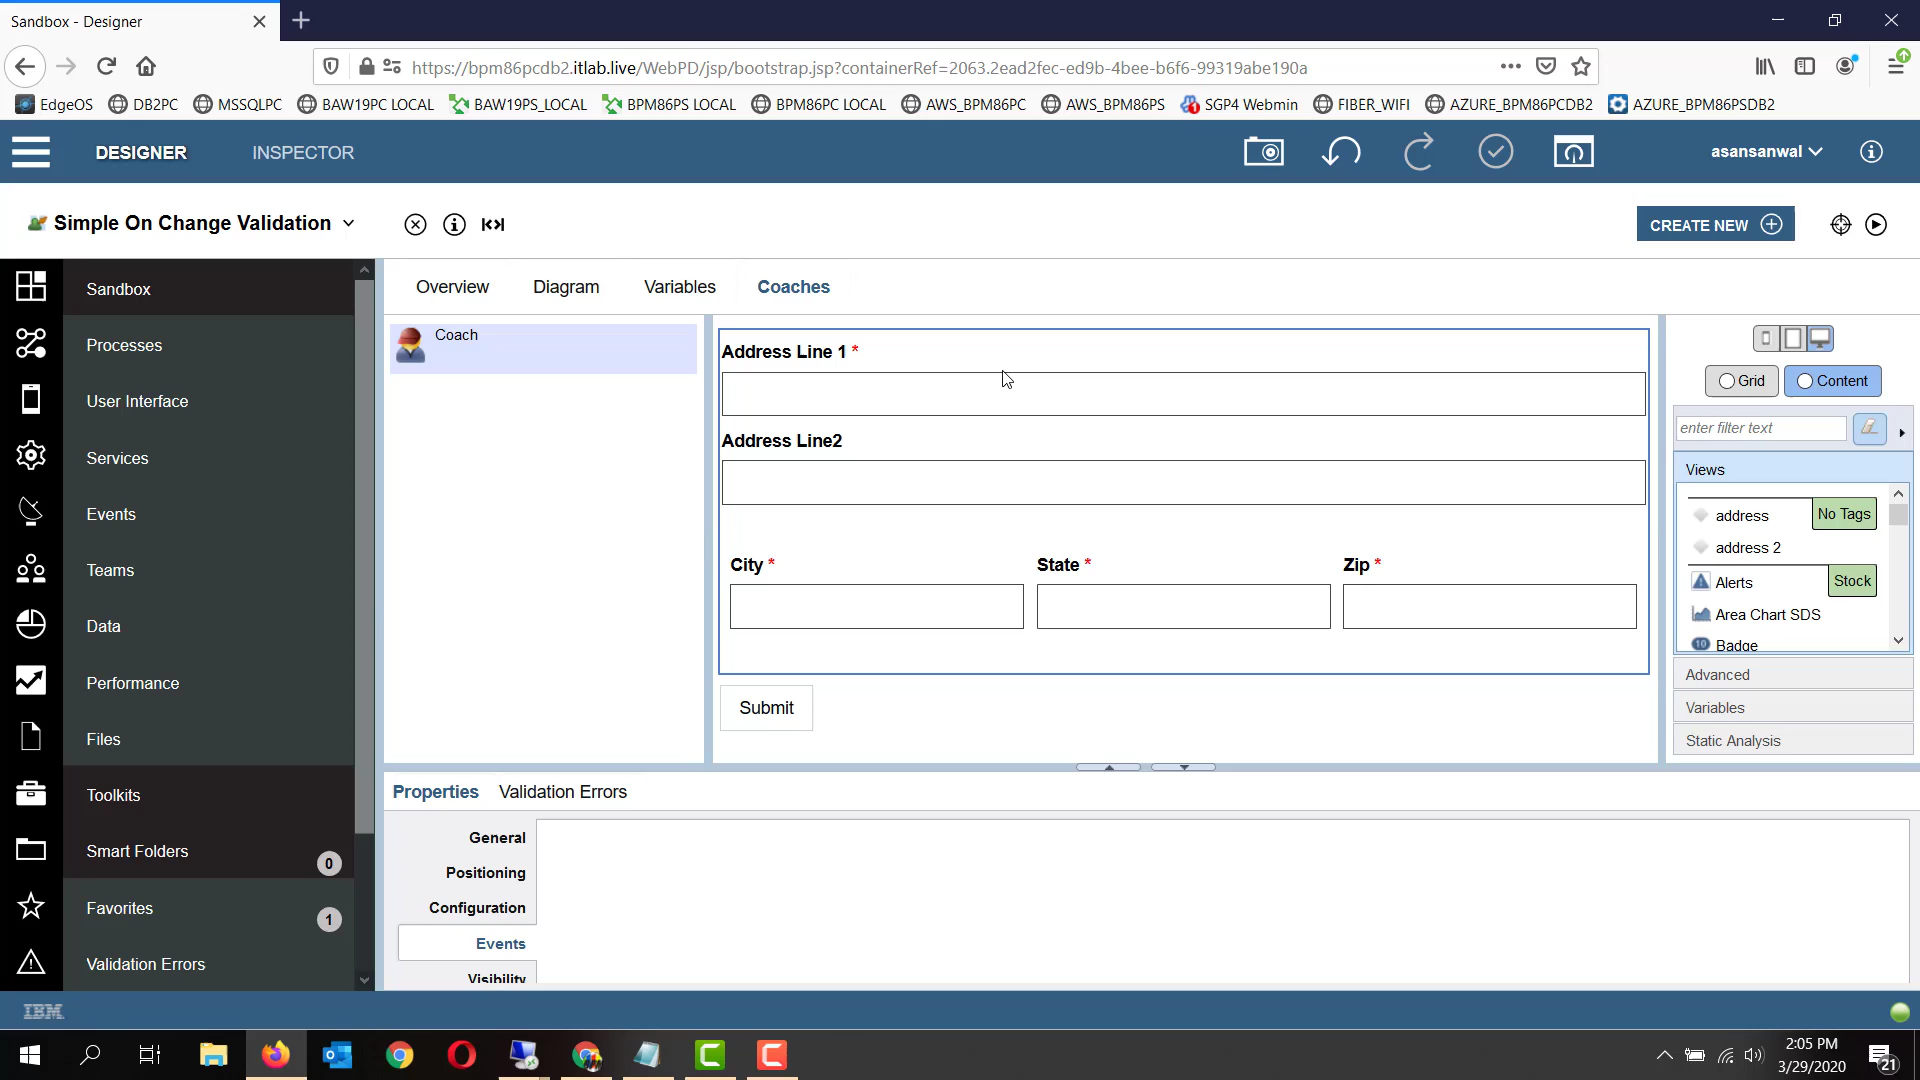 Sandbox - Designer
https://bpm86pcdb2.itlab.live/WebPD/jsp/bootstrap.jsp?containerRef=2063.2ead2fec-ed9b-4bee-b6f6-99319abe190a
EdgeOS DB2PC MSSQLPC BAW19PC LOCAL BAW19PS_LOCAL BPM86PS LOCAL BPM86PC LOCAL AWS_BPM86PC AWS_BPM86PS SGP4 Webmin FIBER_WIFI AZURE_BPM86PCDB2 AZURE_BPM86PSDB2
DESIGNER INSPECTOR asansanwal
Simple On Change Validation CREATE NEW
Sandbox
Processes
User Interface
Services
Events
Teams
Data
Performance
Files
Toolkits
Smart Folders 0
Favorites 1
Validation Errors
Overview Diagram Variables Coaches
Coach
Address Line 1 *
Address Line2
City * State * Zip *
Submit
Grid Content
enter filter text
Views
address No Tags
address 2
Alerts Stock
Area Chart SDS
10 Badge
Advanced
Variables
Static Analysis
Properties Validation Errors
General
Positioning
Configuration
Events
Visibility
IBM
2:05 PM
3/29/2020
21